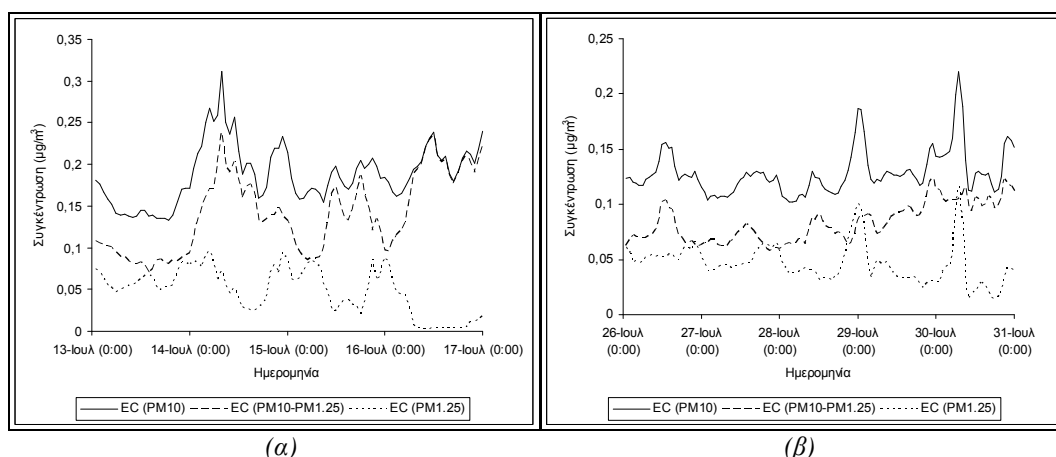 0,35
0,3
0,25
0,2
0,15
0,1
0,05
0
Συγκέντρωση (μg/m³)
13-Ιουλ (0:00) 14-Ιουλ (0:00) 15-Ιουλ (0:00) 16-Ιουλ (0:00) 17-Ιουλ (0:00)
Ημερομηνία
EC (PM10) EC (PM10-PM1.25) EC (PM1.25)
(α)
0,25
0,2
0,15
0,1
0,05
0
Συγκέντρωση (μg/m³)
26-Ιουλ 27-Ιουλ 28-Ιουλ 29-Ιουλ 30-Ιουλ 31-Ιουλ
(0:00) (0:00) (0:00) (0:00) (0:00) (0:00)
Ημερομηνία
EC (PM10) EC (PM10-PM1.25) EC (PM1.25)
(β)